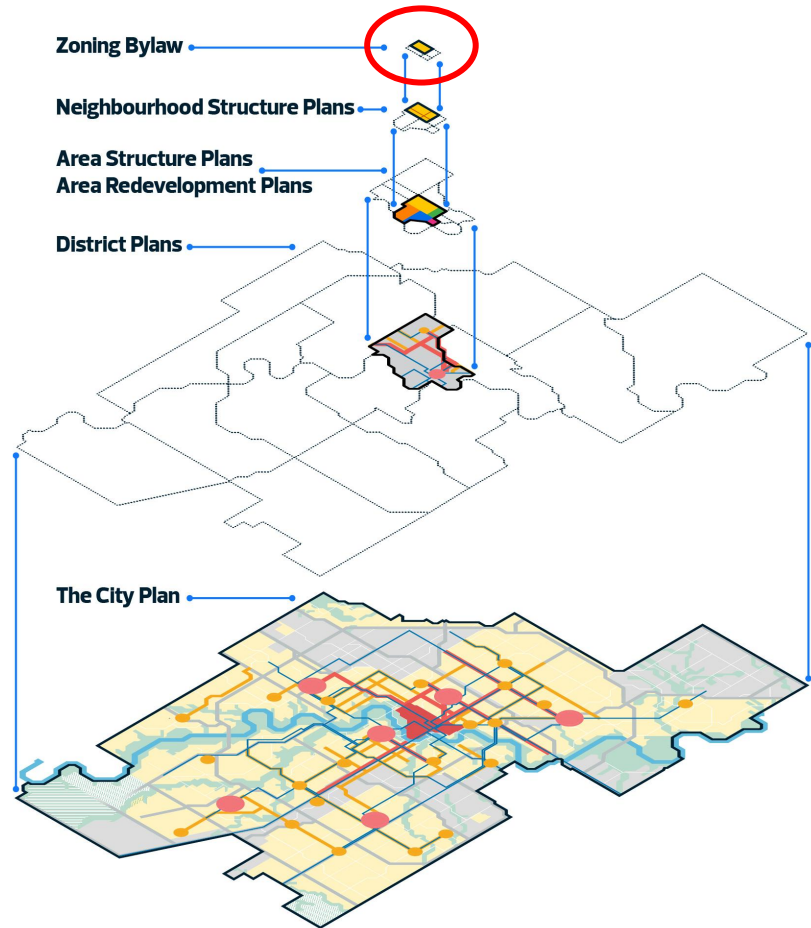 Zoning Bylaw
Neighbourhood Structure Plans
Area Structure Plans
Area Redevelopment Plans
District Plans
The City Plan